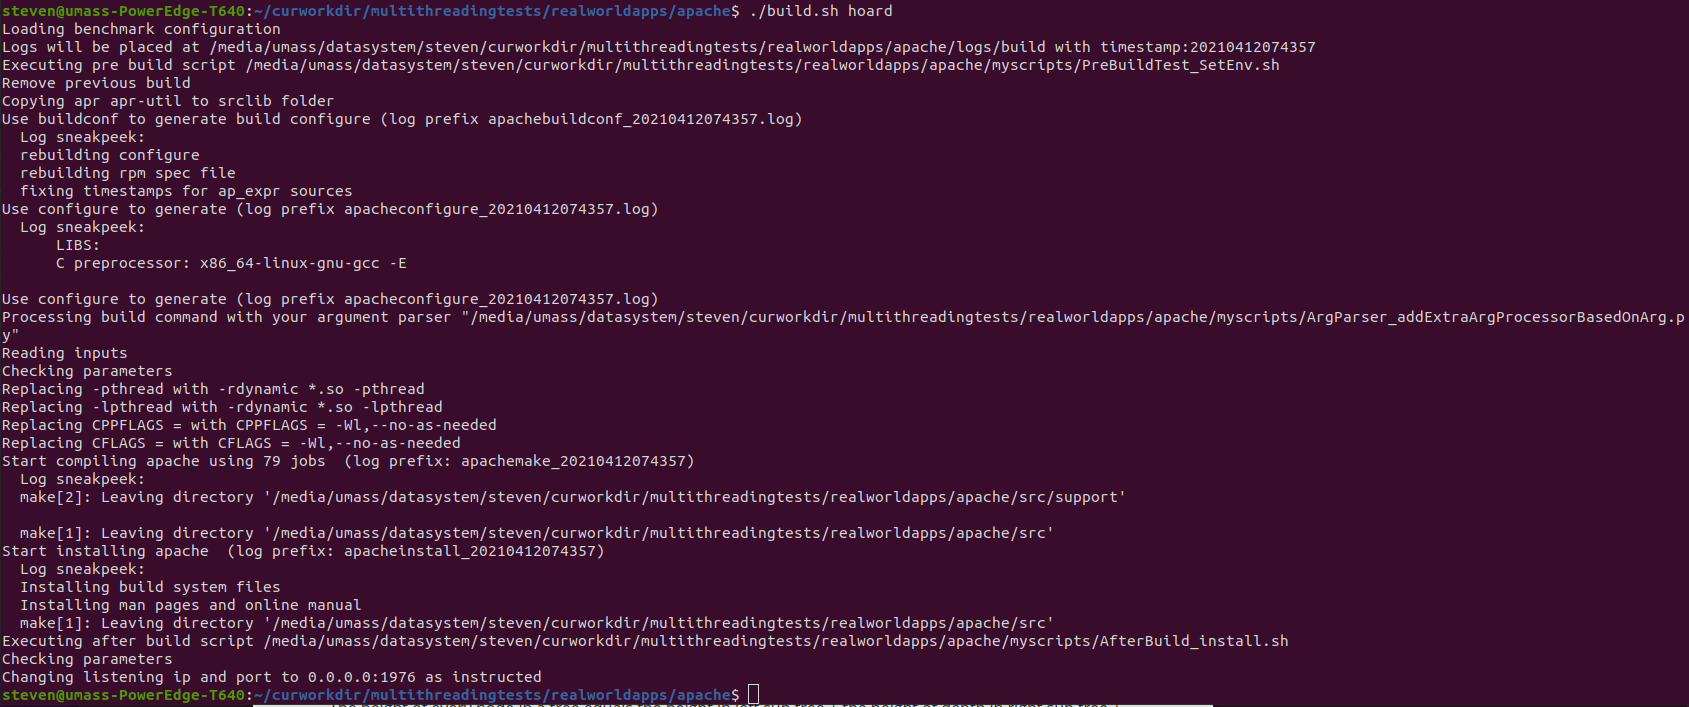 steven@umass-PowerEdge-T640:~/curworkdir/multithreadingtests/realworldapps/apache$ ./build.sh hoard
Loading benchmark configuration
Logs will be placed at /media/umass/datasystem/steven/curworkdir/multithreadingtests/realworldapps/apache/logs/build with timestamp:20210412074357
Executing pre build script /media/umass/datasystem/steven/curworkdir/multithreadingtests/realworldapps/apache/myscripts/PreBuildTest_SetEnv.sh
Remove previous build
Copying apr apr-util to srclib folder
Use buildconf to generate build configure (log prefix apachebuildconf_20210412074357.log)
  Log sneakpeek:
  rebuilding configure
  rebuilding rpm spec file
  fixing timestamps for ap_expr sources
Use configure to generate (log prefix apacheconfigure_20210412074357.log)
  Log sneakpeek:
      LIBS:
      C preprocessor: x86_64-linux-gnu-gcc -E
Use configure to generate (log prefix apacheconfigure_20210412074357.log)
Processing build command with your argument parser "/media/umass/datasystem/steven/curworkdir/multithreadingtests/realworldapps/apache/myscripts/ArgParser_addExtraArgProcessorBasedOnArg.p
y"
Reading inputs
Checking parameters
Replacing -pthread with -rdynamic *.so -pthread
Replacing -lpthread with -rdynamic *.so -lpthread
Replacing CPPFLAGS = with CPPFLAGS = -Wl,--no-as-needed
Replacing CFLAGS = with CFLAGS = -Wl,--no-as-needed
Start compiling apache using 79 jobs  (log prefix: apachemake_20210412074357)
  Log sneakpeek:
  make[2]: Leaving directory '/media/umass/datasystem/steven/curworkdir/multithreadingtests/realworldapps/apache/src/support'
  make[1]: Leaving directory '/media/umass/datasystem/steven/curworkdir/multithreadingtests/realworldapps/apache/src'
Start installing apache  (log prefix: apacheinstall_20210412074357)
  Log sneakpeek:
  Installing build system files
  Installing man pages and online manual
  make[1]: Leaving directory '/media/umass/datasystem/steven/curworkdir/multithreadingtests/realworldapps/apache/src'
Executing after build script /media/umass/datasystem/steven/curworkdir/multithreadingtests/realworldapps/apache/myscripts/AfterBuild_install.sh
Checking parameters
Changing listening ip and port to 0.0.0.0:1976 as instructed
steven@umass-PowerEdge-T640:~/curworkdir/multithreadingtests/realworldapps/apache$